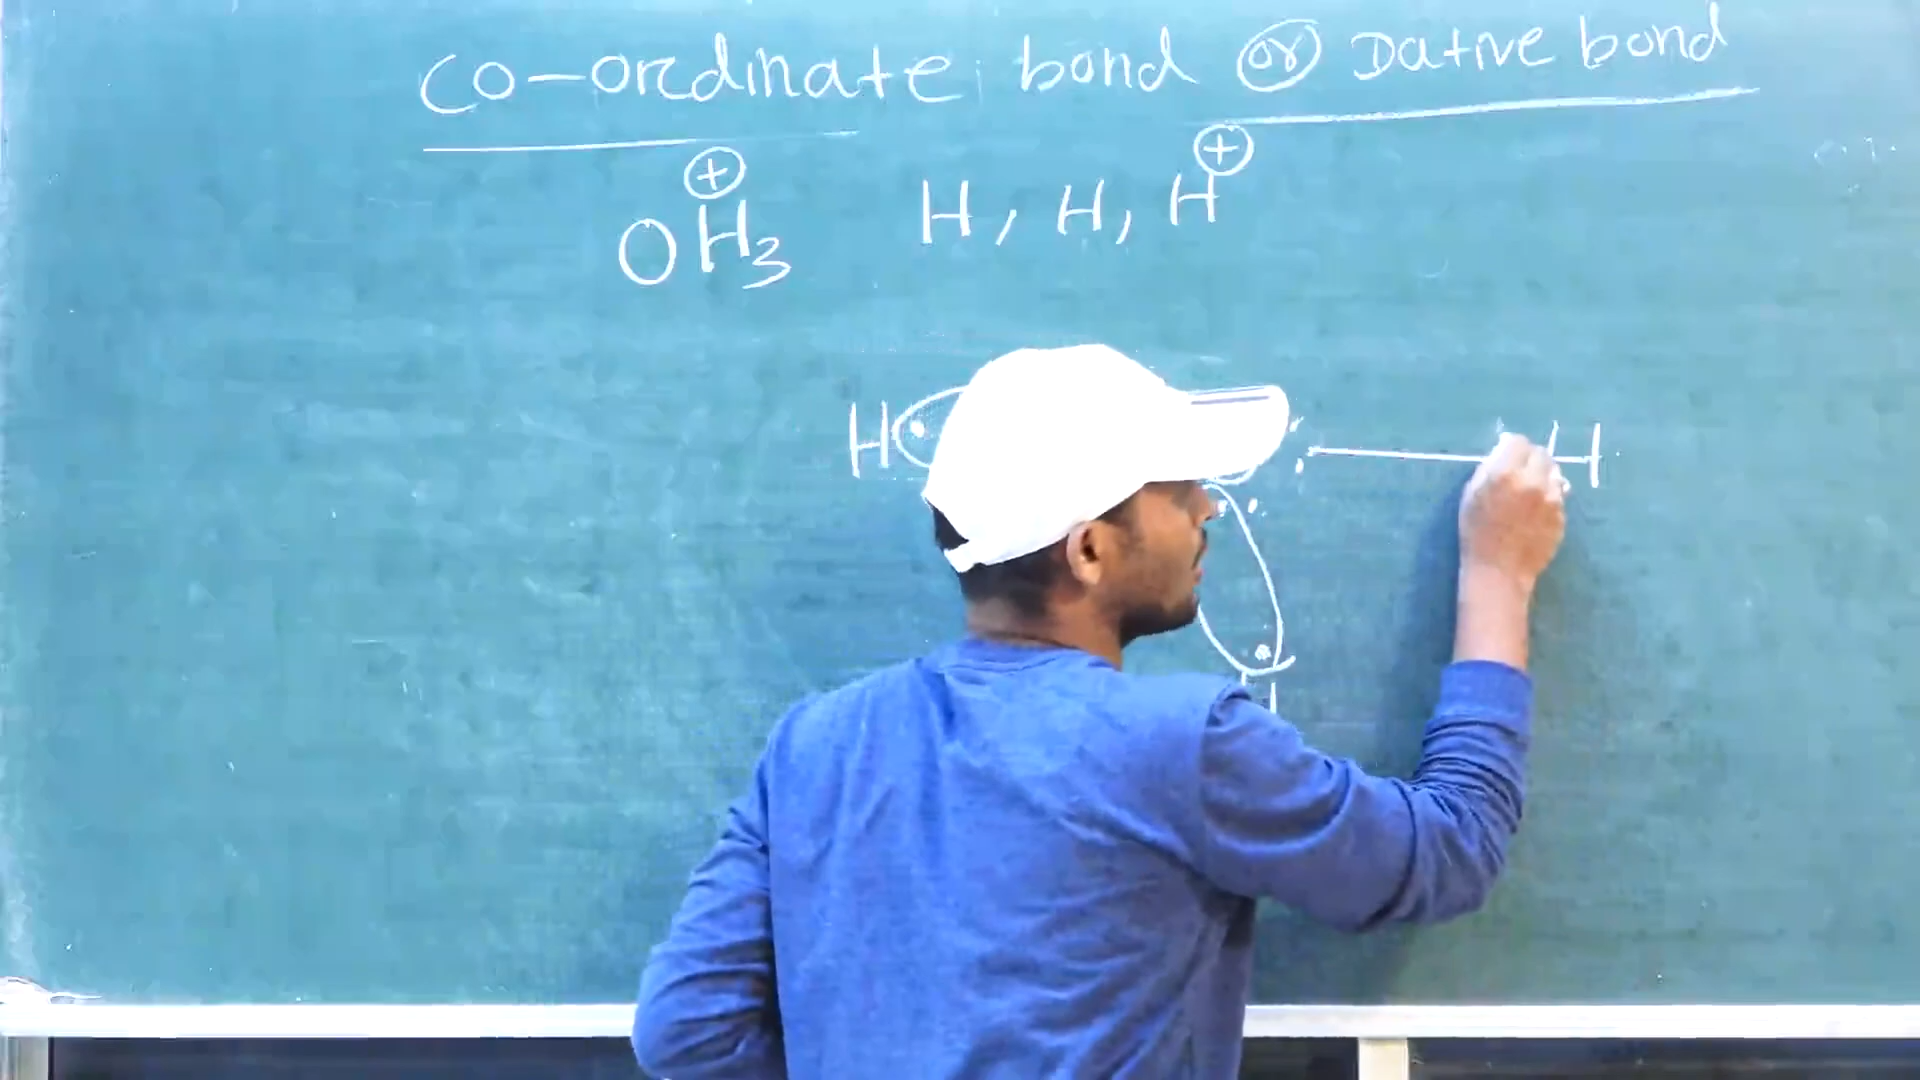 co-ordinate bond or Dative bond
OH₃⊕ H, H, H⊕
H H
H